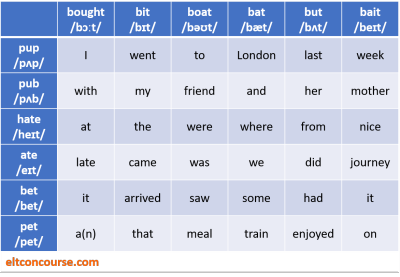 bought bit boat bat but bait
/bɔːt/ /bɪt/ /bəʊt/ /bæt/ /bʌt/ /beɪt/
pup /pʌp/ I went to London last week
pub /pʌb/ with my friend and her mother
hate /heɪt/ at the were where from nice
ate /eɪt/ late came was we did journey
bet /bet/ it arrived saw some had it
pet /pet/ a(n) that meal train enjoyed on
eltconcourse.com